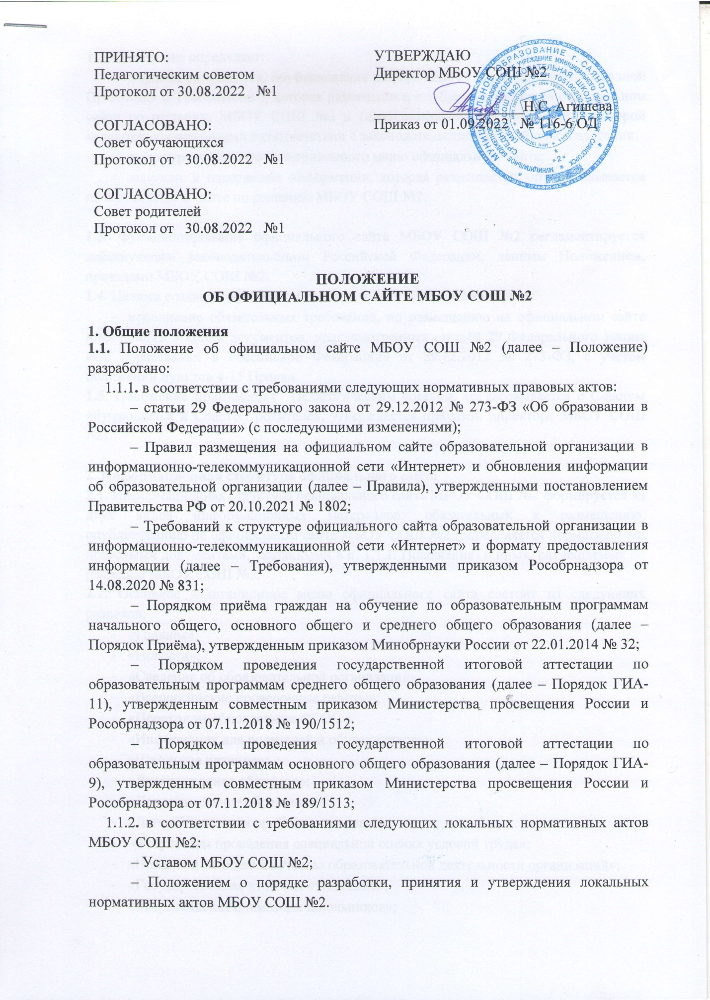 ПРИНЯТО:
Педагогическим советом
Протокол от 30.08.2022 №1
СОГЛАСОВАНО:
Совет обучающихся
Протокол от 30.08.2022 №1
СОГЛАСОВАНО:
Совет родителей
Протокол от 30.08.2022 №1
УТВЕРЖДАЮ
Директор МБОУ СОШ №2
Н.С. Агишева
Приказ от 01.09.2022 № 116-6 ОД
ПОЛОЖЕНИЕ
ОБ ОФИЦИАЛЬНОМ САЙТЕ МБОУ СОШ №2
1. Общие положения
1.1. Положение об официальном сайте МБОУ СОШ №2 (далее – Положение)
разработано:
1.1.1. в соответствии с требованиями следующих нормативных правовых актов:
– статьи 29 Федерального закона от 29.12.2012 № 273-ФЗ «Об образовании в
Российской Федерации» (с последующими изменениями);
– Правил размещения на официальном сайте образовательной организации в
информационно-телекоммуникационной сети «Интернет» и обновления информации
об образовательной организации (далее – Правила), утвержденными постановлением
Правительства РФ от 20.10.2021 № 1802;
– Требований к структуре официального сайта образовательной организации в
информационно-телекоммуникационной сети «Интернет» и формату предоставления
информации (далее – Требования), утвержденными приказом Рособрнадзора от
14.08.2020 № 831;
– Порядком приёма граждан на обучение по образовательным программам
начального общего, основного общего и среднего общего образования (далее –
Порядок Приёма), утвержденным приказом Минобрнауки России от 22.01.2014 № 32;
– Порядком проведения государственной итоговой аттестации по
образовательным программам среднего общего образования (далее – Порядок ГИА-
11), утвержденным совместным приказом Министерства просвещения России и
Рособрнадзора от 07.11.2018 № 190/1512;
– Порядком проведения государственной итоговой аттестации по
образовательным программам основного общего образования (далее – Порядок ГИА-
9), утвержденным совместным приказом Министерства просвещения России и
Рособрнадзора от 07.11.2018 № 189/1513;
1.1.2. в соответствии с требованиями следующих локальных нормативных актов
МБОУ СОШ №2:
– Уставом МБОУ СОШ №2;
– Положением о порядке разработки, принятия и утверждения локальных
нормативных актов МБОУ СОШ №2.